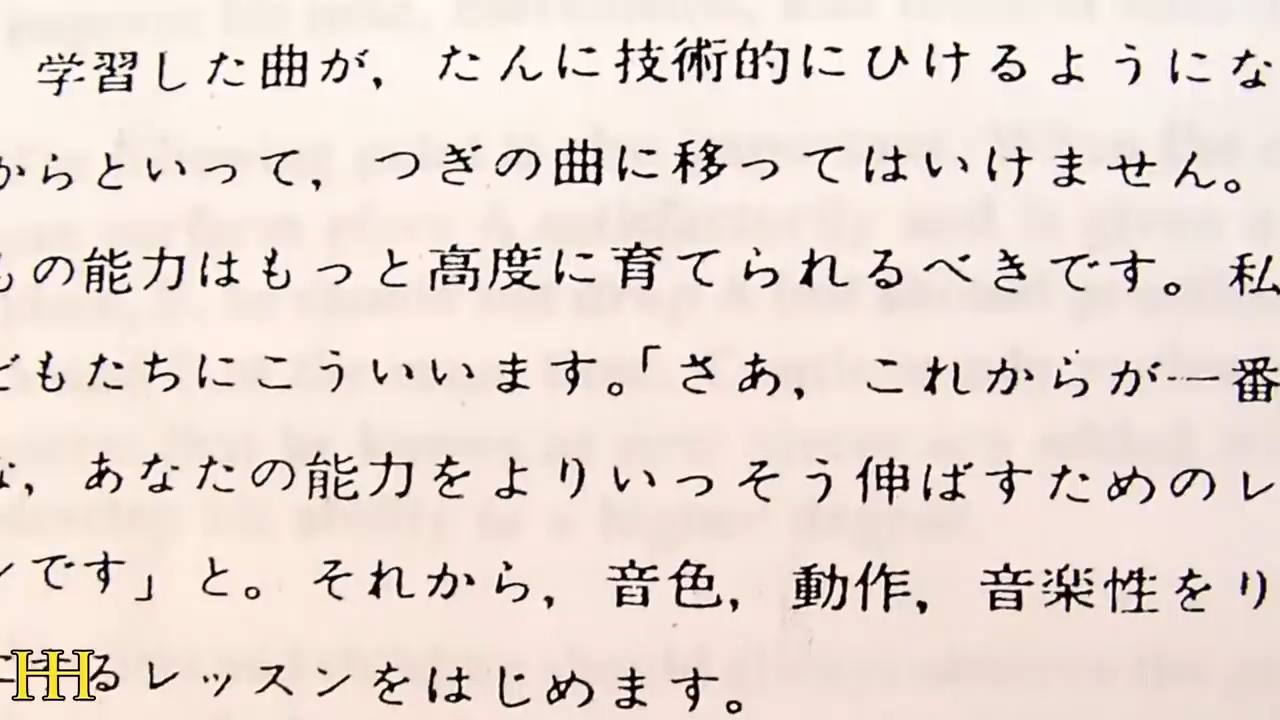 学習した曲が，たんに技術的にひけるようにな
からといって，つぎの曲に移ってはいけません。
の能力はもっと高度に育てられるべきです。私
どもたちにこういいます。「さあ，これからが一番
な，あなたの能力をよりいっそう伸ばすためのレ
ンです」と。それから，音色，動作，音楽性をり
するレッスンをはじめます。
HH